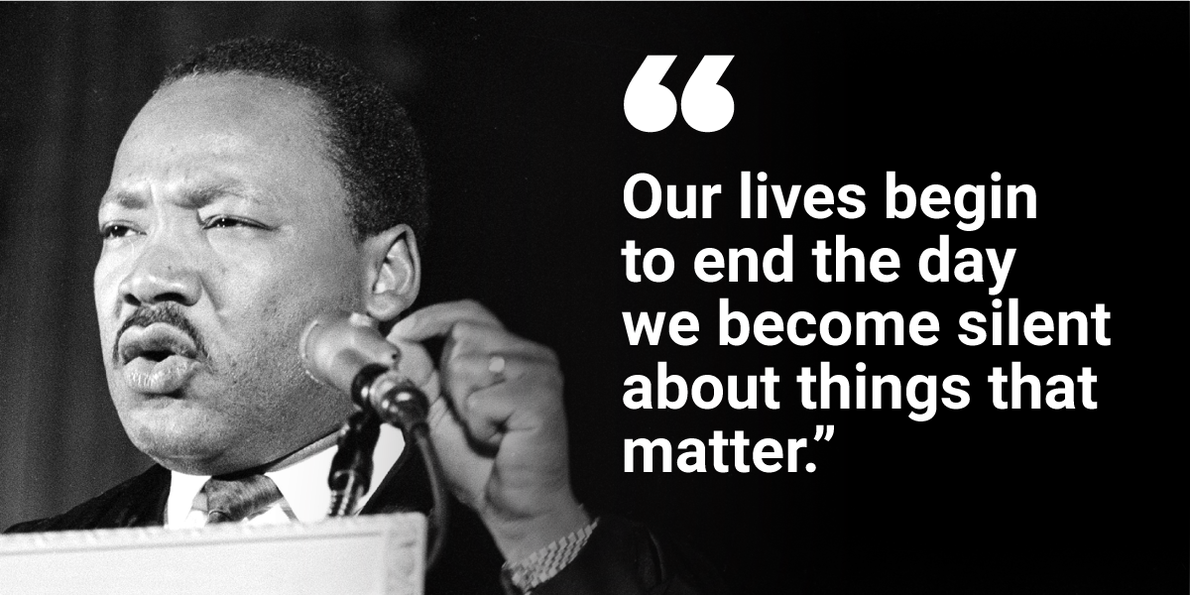 “
Our lives begin
to end the day
we become silent
about things that
matter.”